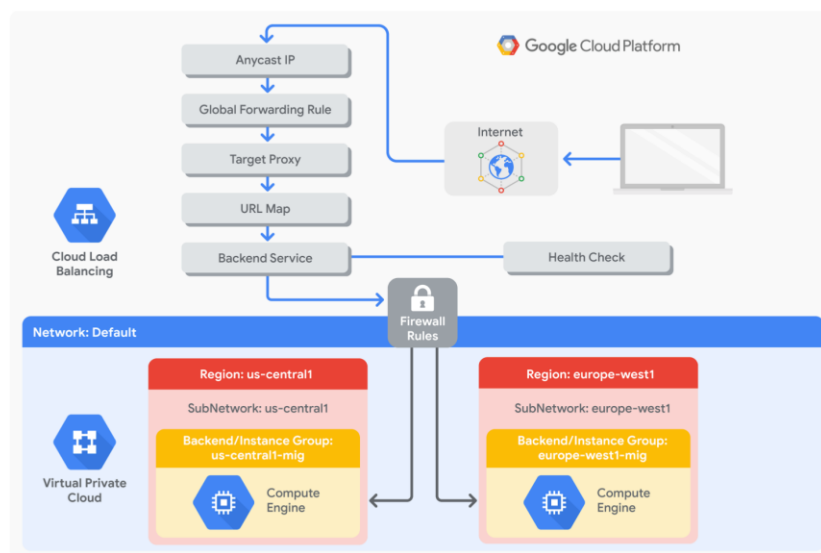 Google Cloud Platform
Anycast IP
Global Forwarding Rule
Internet
Target Proxy
URL Map
Cloud Load
Balancing
Backend Service
Health Check
Firewall
Rules
Network: Default
Region: us-central1
SubNetwork: us-central1
Backend/Instance Group:
us-central1-mig
Compute
Engine
Region: europe-west1
SubNetwork: europe-west1
Backend/Instance Group:
europe-west1-mig
Compute
Engine
Virtual Private
Cloud